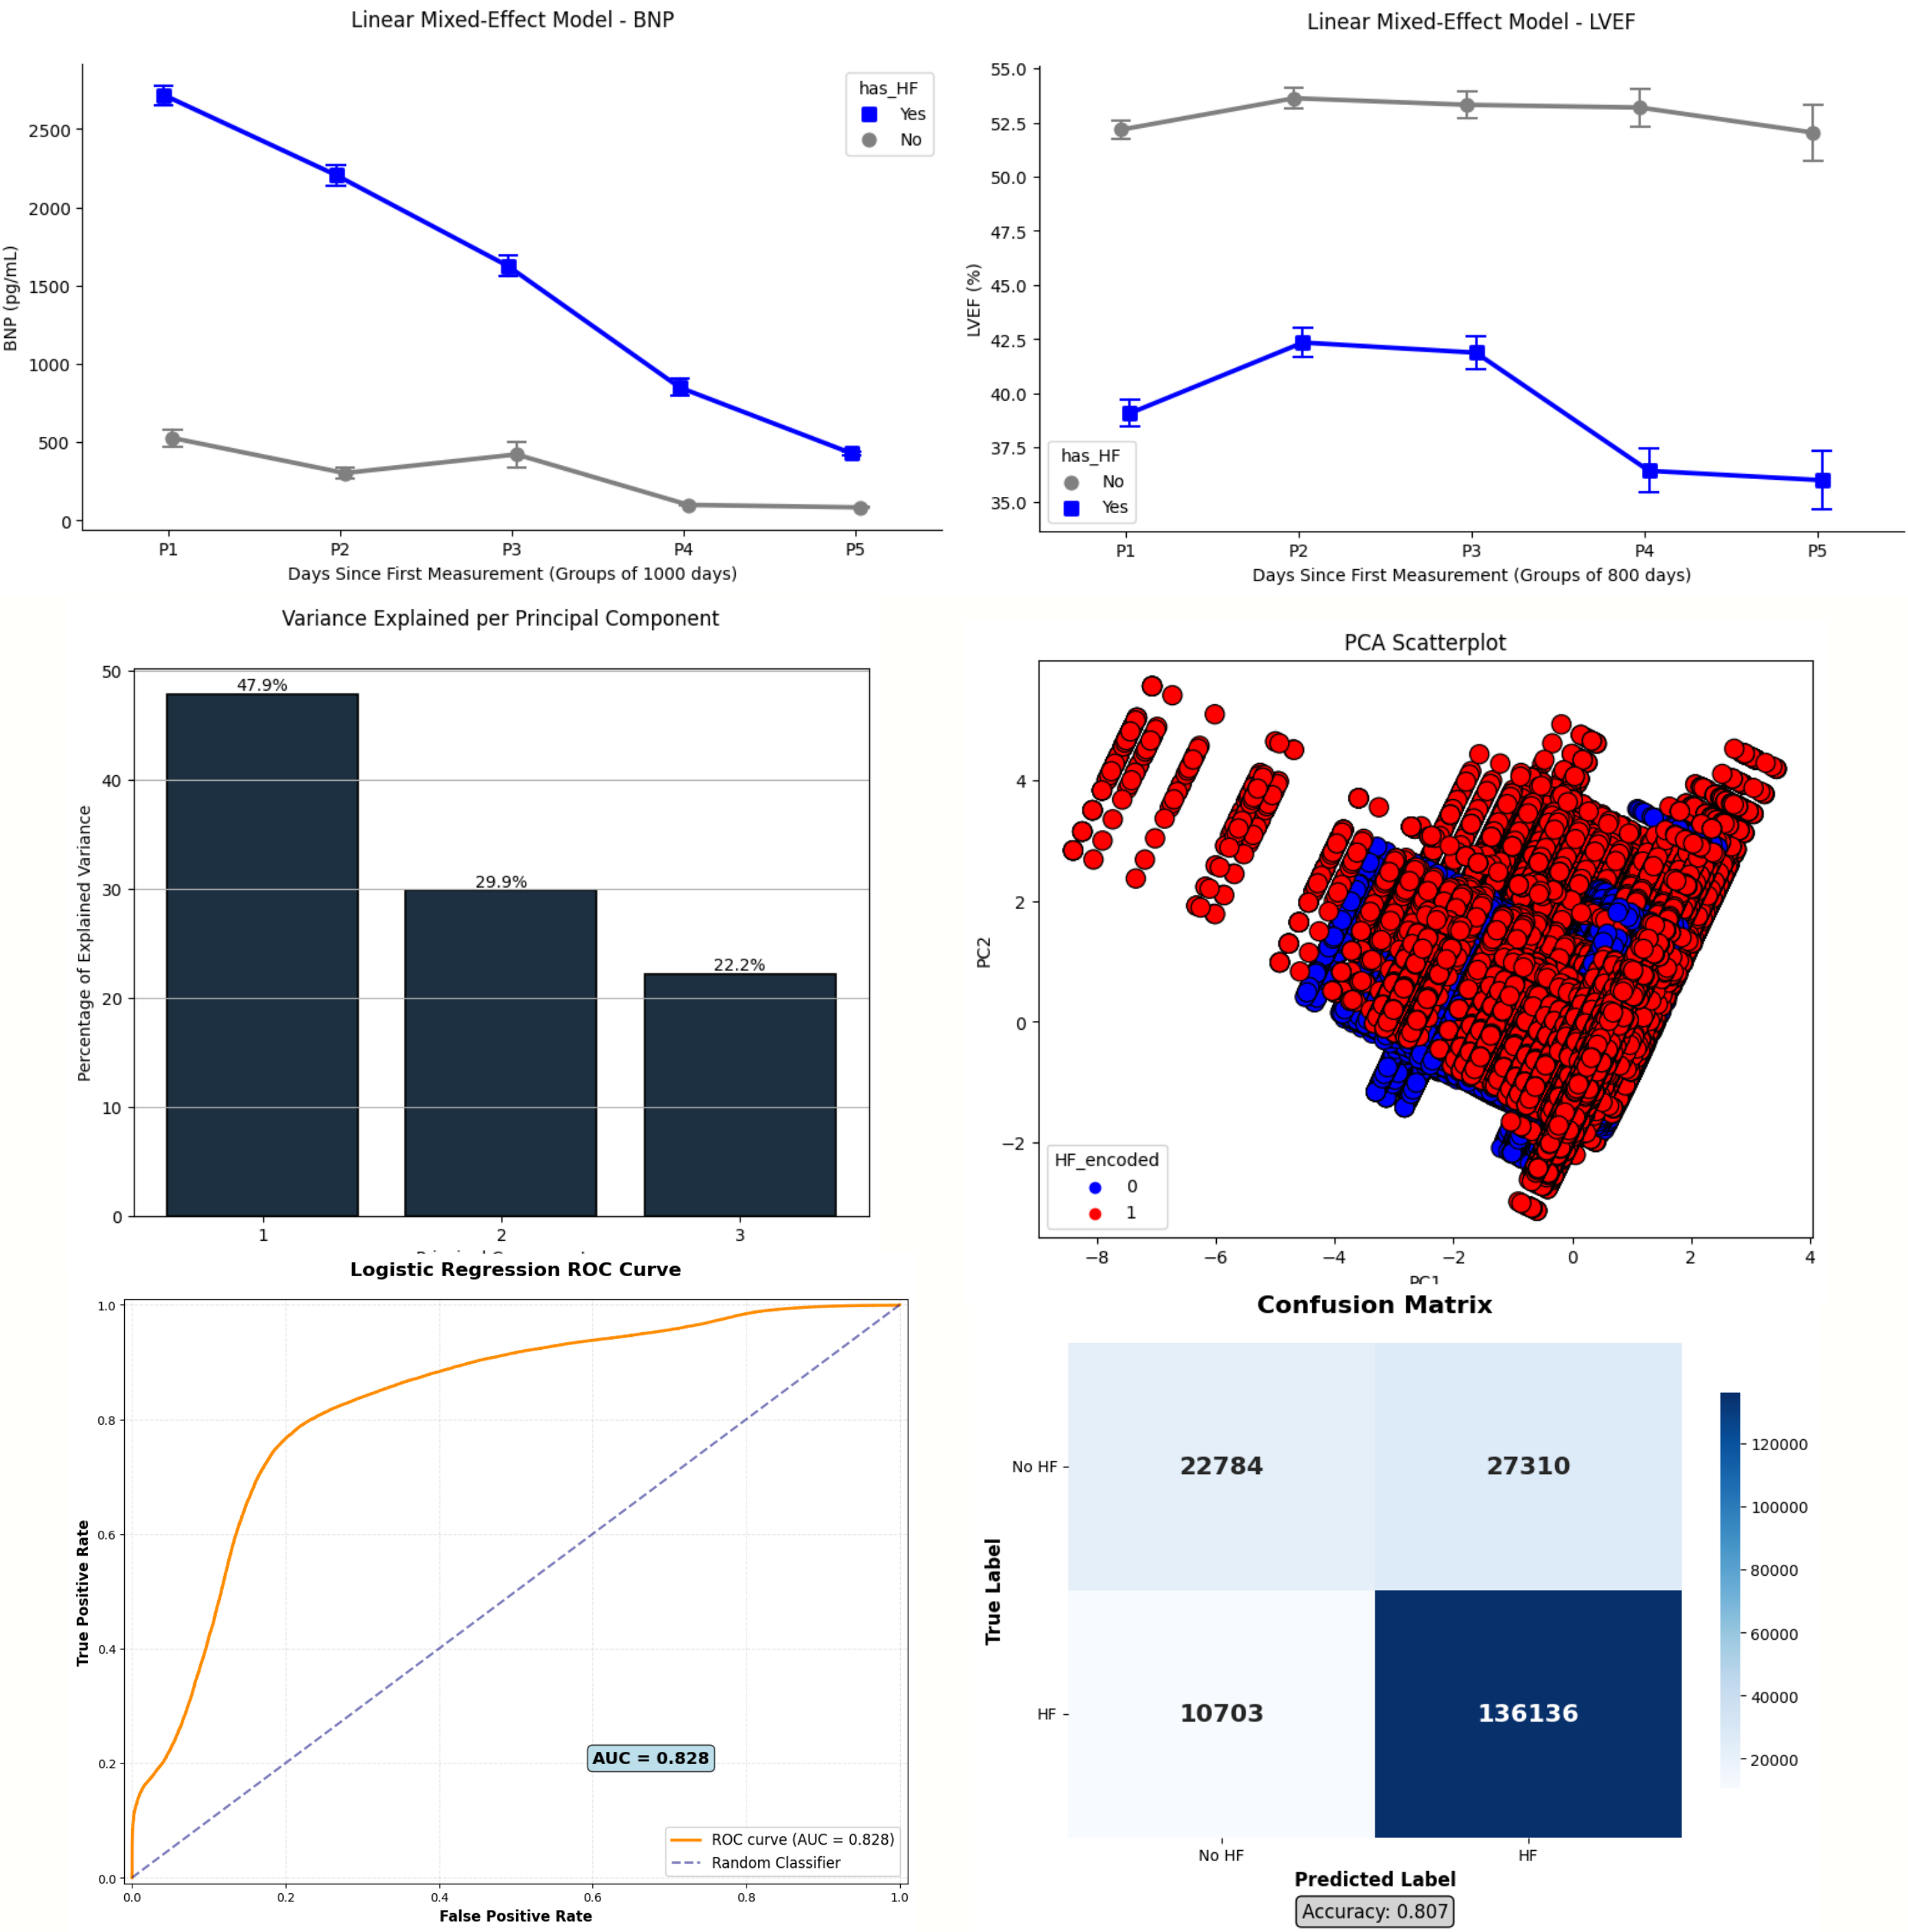 Linear Mixed-Effect Model - BNP
BNP (pg/mL)
2500
2000
1500
1000
500
0
has_HF
Yes
No
P1 P2 P3 P4 P5
Days Since First Measurement (Groups of 1000 days)
Linear Mixed-Effect Model - LVEF
LVEF (%)
55.0
52.5
50.0
47.5
45.0
42.5
40.0
37.5
35.0
has_HF
No
Yes
P1 P2 P3 P4 P5
Days Since First Measurement (Groups of 800 days)
Variance Explained per Principal Component
Percentage of Explained Variance
50
40
30
20
10
0
47.9%
29.9%
22.2%
1 2 3
PCA Scatterplot
PC2
4
2
0
−2
HF_encoded
0
1
−8 −6 −4 −2 0 2 4
PC1
Logistic Regression ROC Curve
True Positive Rate
1.0
0.8
0.6
0.4
0.2
0.0
AUC = 0.828
ROC curve (AUC = 0.828)
Random Classifier
0.0 0.2 0.4 0.6 0.8 1.0
False Positive Rate
Confusion Matrix
True Label
No HF
22784 27310
HF
10703 136136
No HF HF
Predicted Label
Accuracy: 0.807
120000
100000
80000
60000
40000
20000